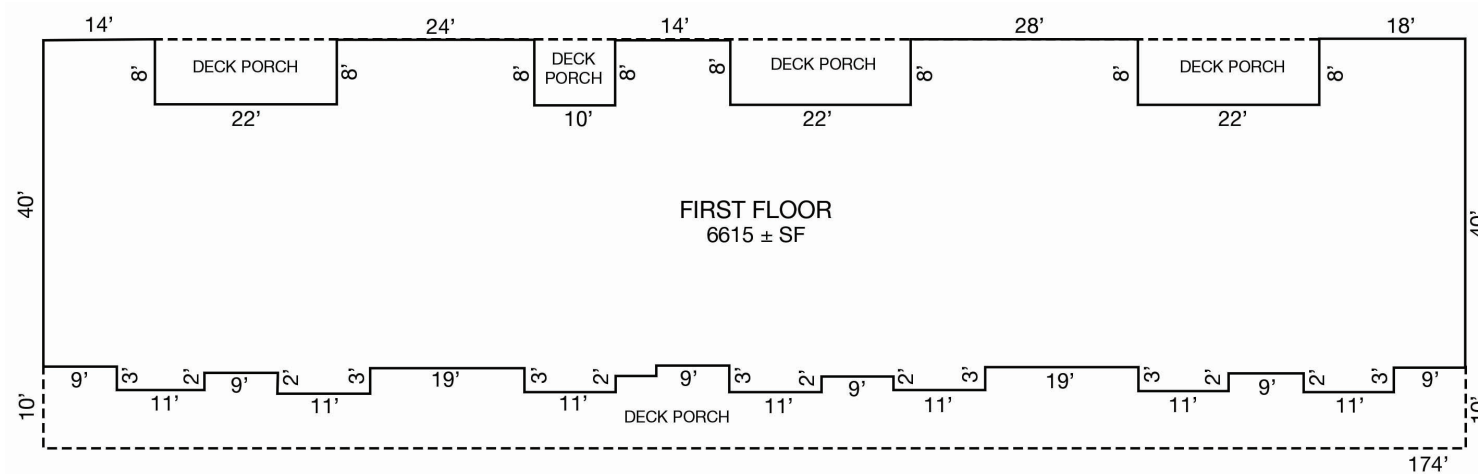 14’ 24’ 14’ 28’ 18’
8’ DECK PORCH 8’ 8’ DECK PORCH 8’ 8’ DECK PORCH 8’ 8’ DECK PORCH 8’
22’ 10’ 22’ 22’
40’ 40’
FIRST FLOOR
6615 ± SF
9’ 3’ 11’ 2’ 9’ 2’ 11’ 3’ 19’ 3’ 11’ 2’ 9’ 3’ 11’ 2’ 9’ 2’ 11’ 3’ 19’ 3’ 11’ 2’ 9’ 2’ 11’ 3’ 9’
10’ DECK PORCH 10’
174’